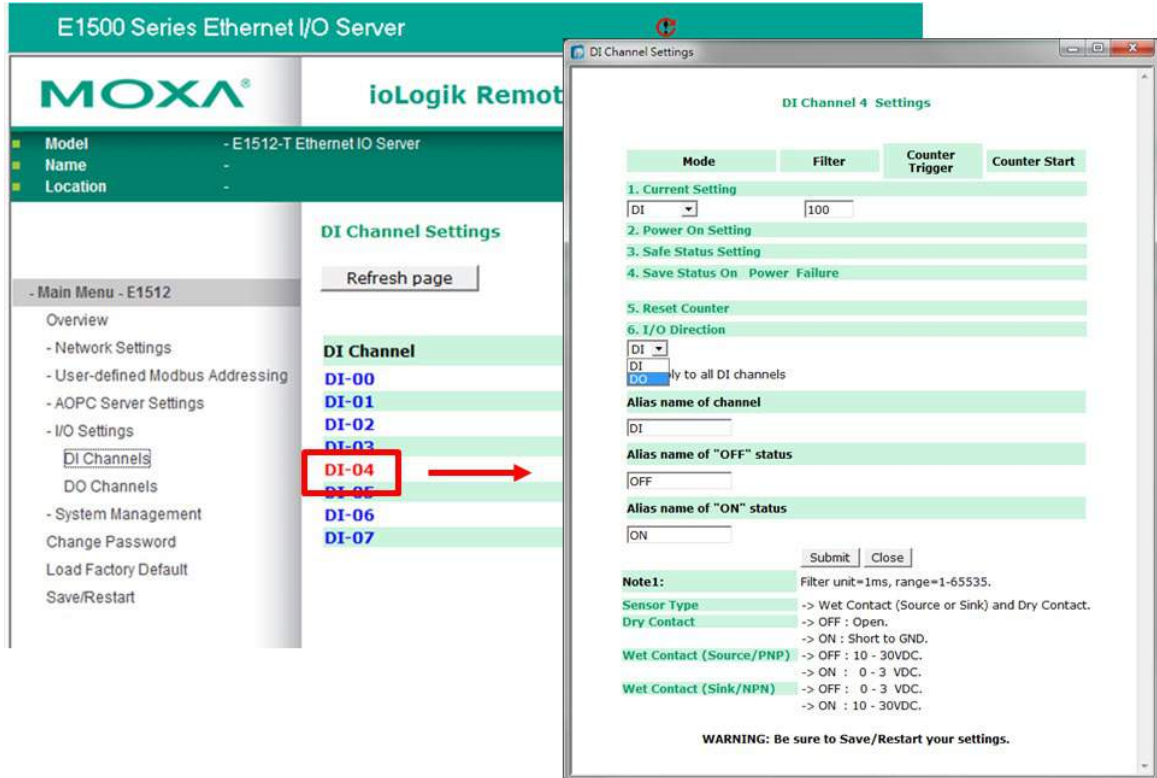 E1500 Series Ethernet I/O Server
MOXA®
ioLogik Remot
Model - E1512-T Ethernet IO Server
Name -
Location -
- Main Menu - E1512
Overview
- Network Settings
- User-defined Modbus Addressing
- AOPC Server Settings
- I/O Settings
DI Channels
DO Channels
- System Management
Change Password
Load Factory Default
Save/Restart
DI Channel Settings
Refresh page
DI Channel
DI-00
DI-01
DI-02
DI-03
DI-04
DI-05
DI-06
DI-07
DI Channel Settings
DI Channel 4 Settings
Mode Filter Counter Trigger Counter Start
1. Current Setting
DI 100
2. Power On Setting
3. Safe Status Setting
4. Save Status On Power Failure
5. Reset Counter
6. I/O Direction
DI
DI
DO ly to all DI channels
Alias name of channel
DI
Alias name of "OFF" status
OFF
Alias name of "ON" status
ON
Submit Close
Note1: Filter unit=1ms, range=1-65535.
Sensor Type -> Wet Contact (Source or Sink) and Dry Contact.
Dry Contact -> OFF : Open.
-> ON : Short to GND.
Wet Contact (Source/PNP) -> OFF : 10 - 30VDC.
-> ON : 0 - 3 VDC.
Wet Contact (Sink/NPN) -> OFF : 0 - 3 VDC.
-> ON : 10 - 30VDC.
WARNING: Be sure to Save/Restart your settings.